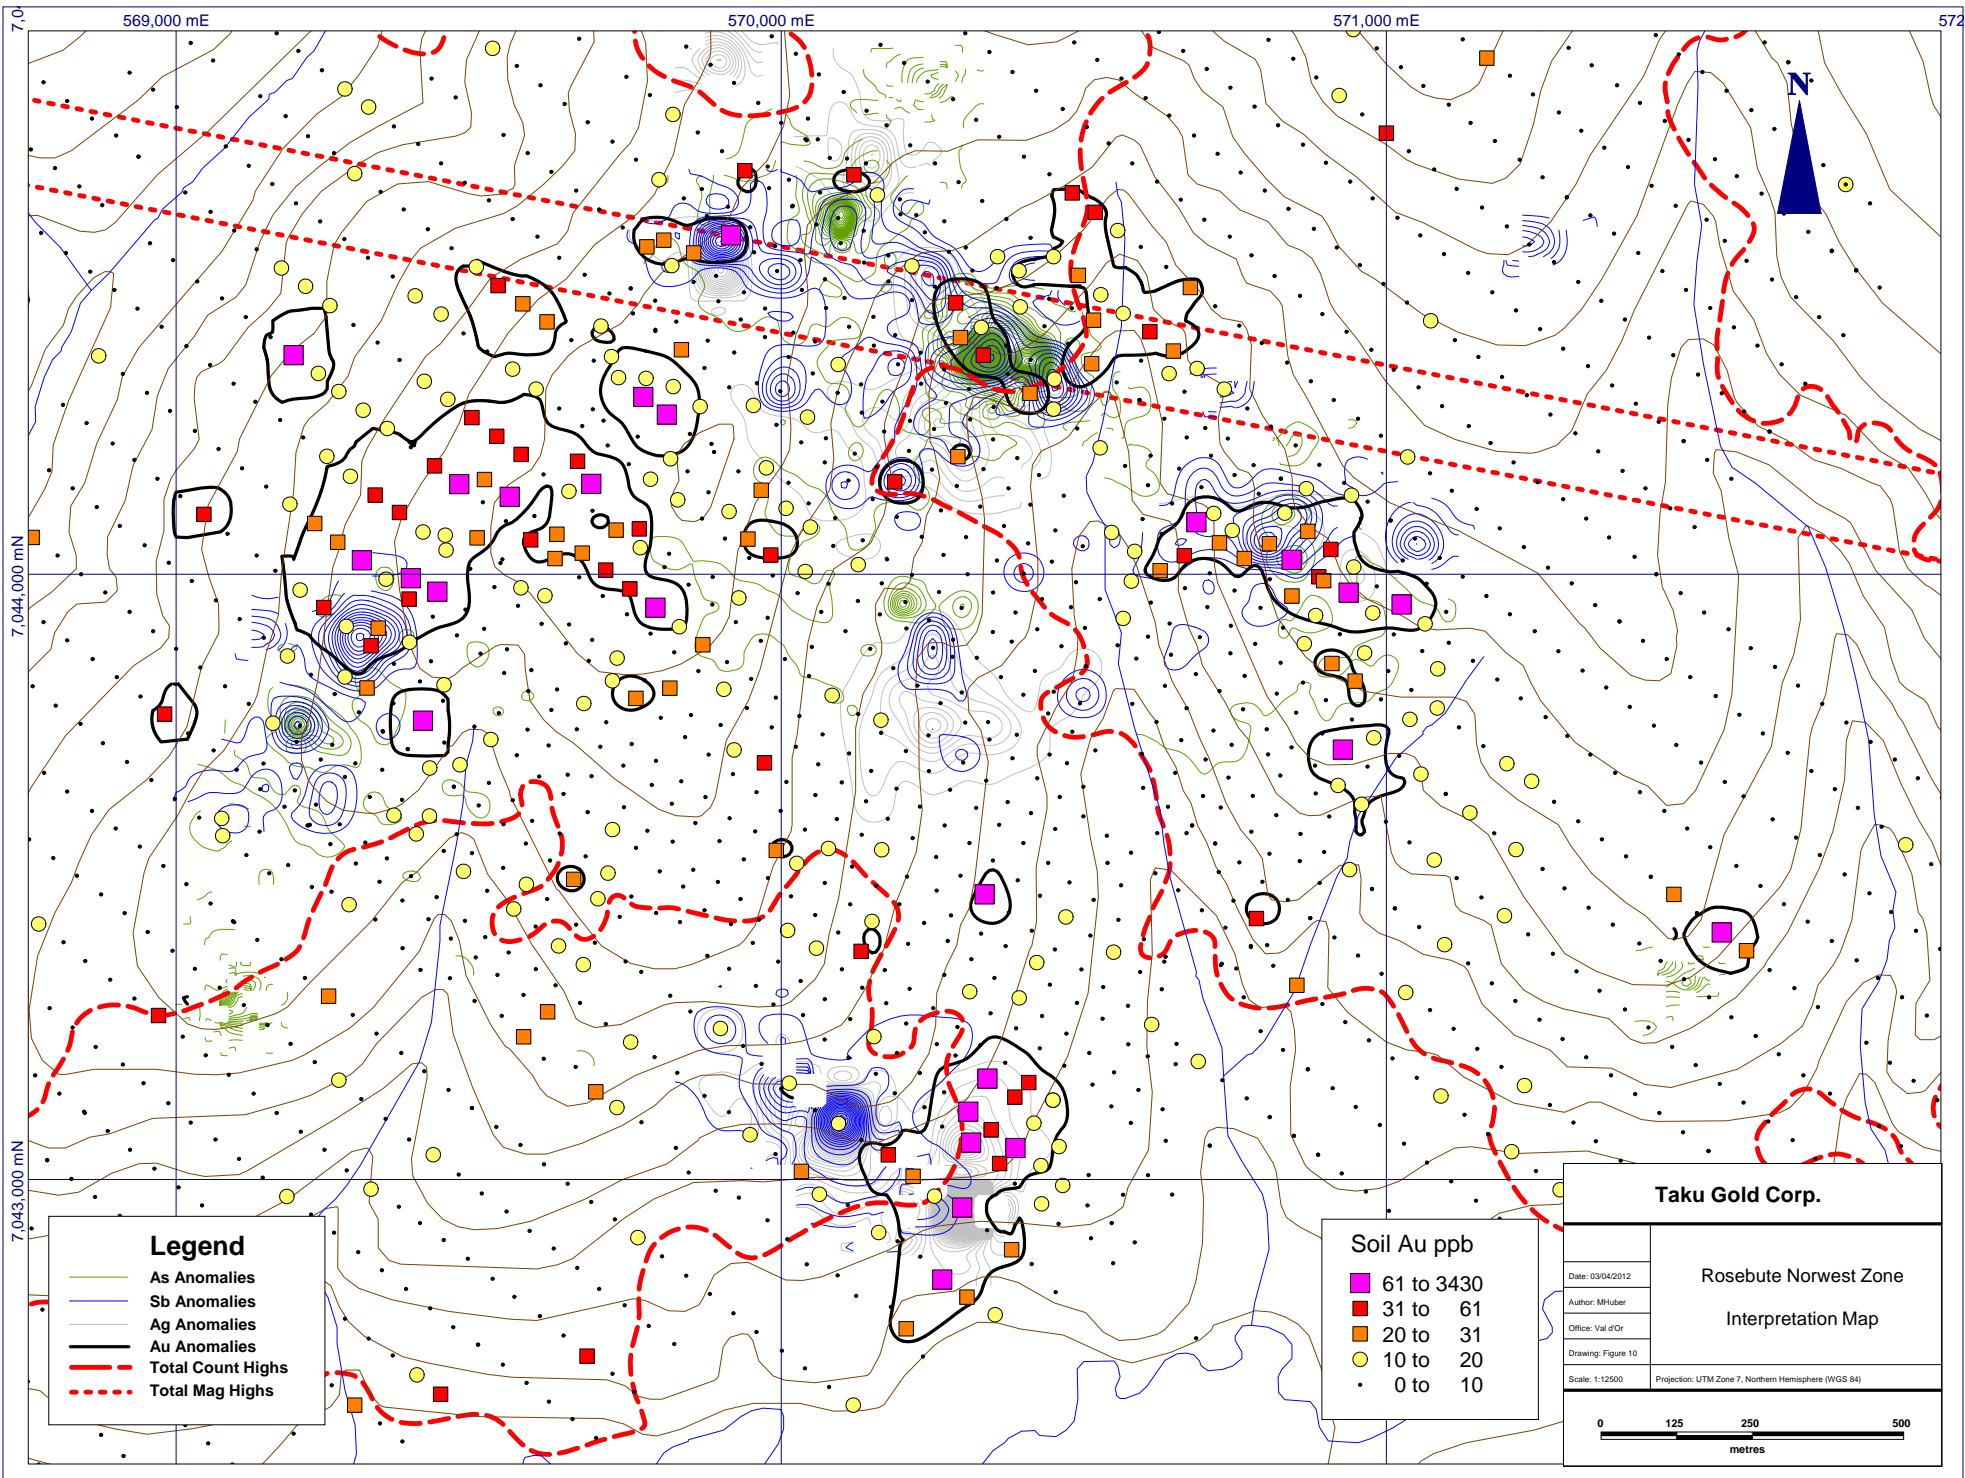 569,000 mE
570,000 mE
571,000 mE
572
7,04
N
7,044,000 mN
7,043,000 mN
Legend
As Anomalies
Sb Anomalies
Ag Anomalies
Au Anomalies
Total Count Highs
Total Mag Highs
Soil Au ppb
61 to 3430
31 to 61
20 to 31
10 to 20
0 to 10
Taku Gold Corp.
Date: 03/04/2012
Author: MHuber
Office: Val d'Or
Drawing: Figure 10
Scale: 1:12500
Rosebute Norwest Zone
Interpretation Map
Projection: UTM Zone 7, Northern Hemisphere (WGS 84)
0 125 250 500
metres